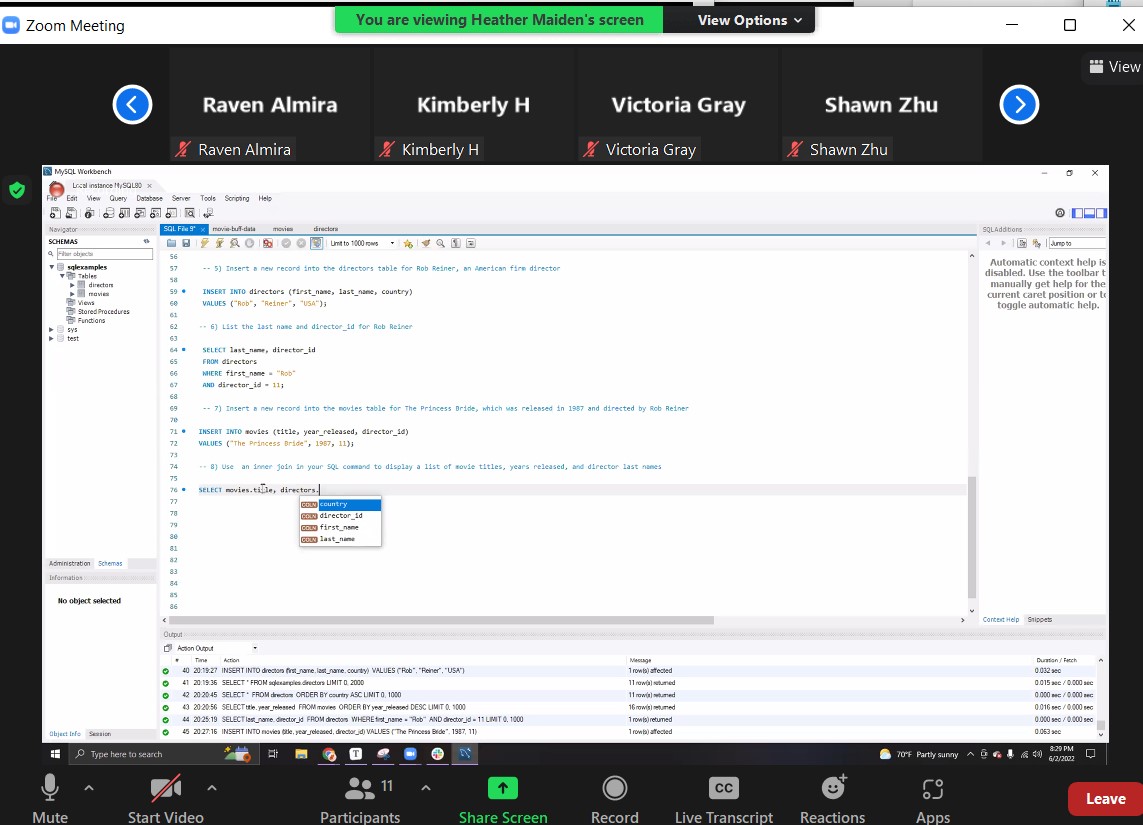 You are viewing Heather Maiden's screen View Options
Zoom Meeting
View
Raven Almira
Kimberly H
Victoria Gray
Shawn Zhu
Raven Almira
Kimberly H
Victoria Gray
Shawn Zhu
MySQL Workbench
Local instance MySQL80
File Edit View Query Database Server Tools Scripting Help
Navigator
SCHEMAS
Filter objects
sqlexamples
Tables
directors
movies
Views
Stored Procedures
Functions
sys
test
Administration Schemas
Information
No object selected
Object Info Session
SQL File 9* movie-buff-data movies directors
Limit to 1000 rows
56
57 -- 5) Insert a new record into the directors table for Rob Reiner, an American firm director
58
59 INSERT INTO directors (first_name, last_name, country)
60 VALUES ("Rob", "Reiner", "USA");
61
62 -- 6) List the last name and director_id for Rob Reiner
63
64 SELECT last_name, director_id
65 FROM directors
66 WHERE first_name = "Rob"
67 AND director_id = 11;
68
69 -- 7) Insert a new record into the movies table for The Princess Bride, which was released in 1987 and directed by Rob Reiner
70
71 INSERT INTO movies (title, year_released, director_id)
72 VALUES ("The Princess Bride", 1987, 11);
73
74 -- 8) Use an inner join in your SQL command to display a list of movie titles, years released, and director last names
75
76 SELECT movies.title, directors.
77
78
79
80
81
82
83
84
85
86
COLN country
COLN director_id
COLN first_name
COLN last_name
SQLAdditions
Jump to
Automatic context help is
disabled. Use the toolbar t
manually get help for the
current caret position or t
toggle automatic help.
Context Help Snippets
Output
Action Output
# Time Action Message Duration / Fetch
40 20:19:27 INSERT INTO directors (first_name, last_name, country) VALUES ("Rob", "Reiner", "USA") 1 row(s) affected 0.032 sec
41 20:19:36 SELECT * FROM sqlexamples.directors LIMIT 0, 2000 11 row(s) returned 0.015 sec / 0.000 sec
42 20:20:45 SELECT * FROM directors ORDER BY country ASC LIMIT 0, 1000 11 row(s) returned 0.000 sec / 0.000 sec
43 20:20:56 SELECT title, year_released FROM movies ORDER BY year_released DESC LIMIT 0, 1000 16 row(s) returned 0.016 sec / 0.000 sec
44 20:25:19 SELECT last_name, director_id FROM directors WHERE first_name = "Rob" AND director_id = 11 LIMIT 0, 1000 1 row(s) returned 0.000 sec / 0.000 sec
45 20:27:16 INSERT INTO movies (title, year_released, director_id) VALUES ("The Princess Bride", 1987, 11) 1 row(s) affected 0.063 sec
Type here to search
70°F Partly sunny
8:29 PM
6/2/2022
11
CC
Mute Start Video Participants Share Screen Record Live Transcript Reactions Apps Leave